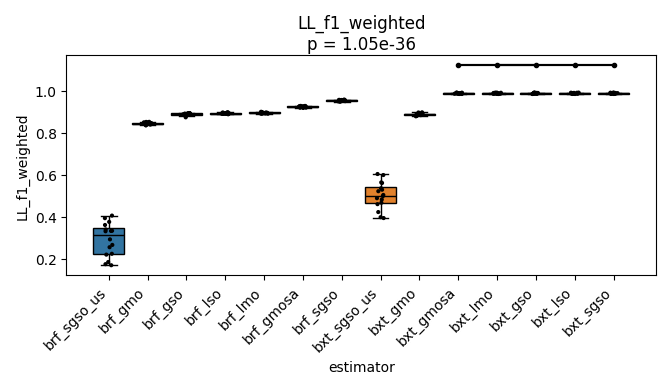 LL_f1_weighted
p = 1.05e-36
LL_f1_weighted
1.0
0.8
0.6
0.4
0.2
brf_sgso_us
brf_gmo
brf_gso
brf_lso
brf_lmo
brf_gmosa
brf_sgso
bxt_sgso_us
bxt_gmo
bxt_gmosa
bxt_lmo
bxt_gso
bxt_lso
bxt_sgso
estimator